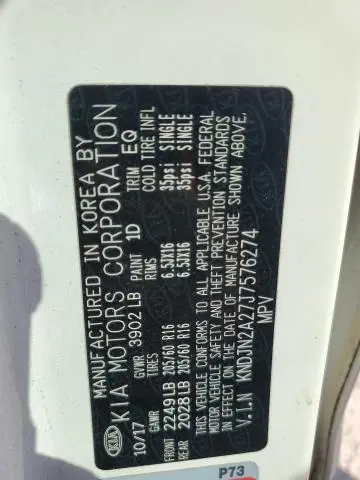 MANUFACTURED IN KOREA BY
KIA KIA MOTORS CORPORATION
10/17 GVWR 3902 LB PAINT 1D TRIM EQ
GAWR TIRES RIMS COLD TIRE INFL
FRONT 2249 LB 205/60 R16 6.5JX16 35psi SINGLE
REAR 2028 LB 205/60 R16 6.5JX16 35psi SINGLE
THIS VEHICLE CONFORMS TO ALL APPLICABLE U.S.A. FEDERAL
MOTOR VEHICLE SAFETY AND THEFT PREVENTION STANDARDS
IN EFFECT ON THE DATE OF MANUFACTURE SHOWN ABOVE.
V.I.N KNDJN2A27J7576274
MPV
P73